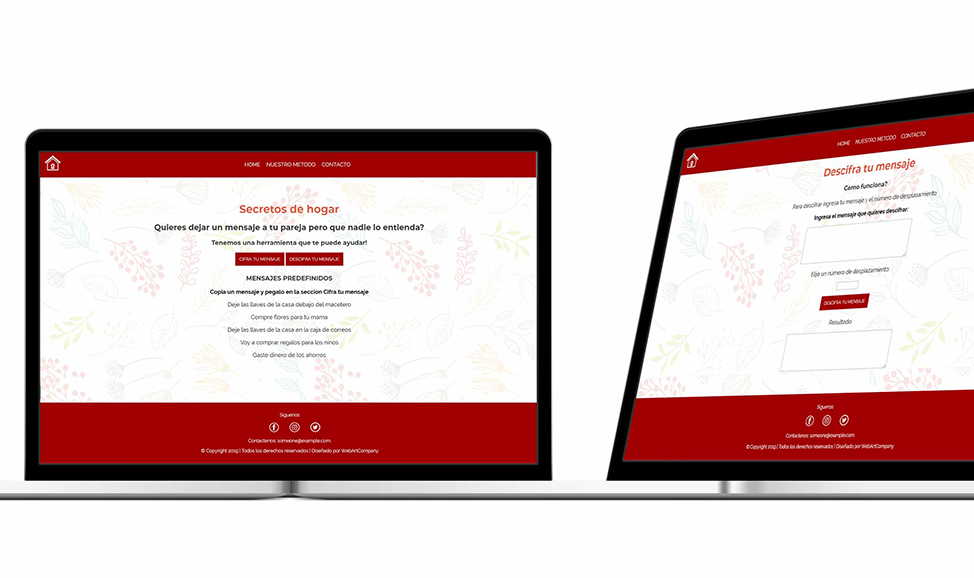 HOME NUESTRO METODO CONTACTO
Secretos de hogar
Quieres dejar un mensaje a tu pareja pero que nadie lo entienda?
Tenemos una herramienta que te puede ayudar!
CIFRA TU MENSAJE DESCIFRA TU MENSAJE
MENSAJES PREDEFINIDOS
Copia un mensaje y pegalo en la seccion Cifra tu mensaje
Deje las llaves de la casa debajo del macetero
Compre flores para tu mama
Deje las llaves de la casa en la caja de correos
Voy a comprar regalos para los ninos
Gaste dinero de los ahorros
Síguenos
Contactenos: someone@example.com.
© Copyright 2019 | Todos los derechos reservados | Diseñado por WebArtCompany
HOME NUESTRO METODO CONTACTO
Descifra tu mensaje
Como funciona?
Para descifrar ingresa tu mensaje y el número de desplasamiento
Ingresa el mensaje que quieres descifrar:
Elije un número de desplazamiento
DESCIFRA TU MENSAJE
Resultado:
Síguenos
Contactenos: someone@example.com
© Copyright 2019 | Todos los derechos reservados | Diseñado por WebArtCompany